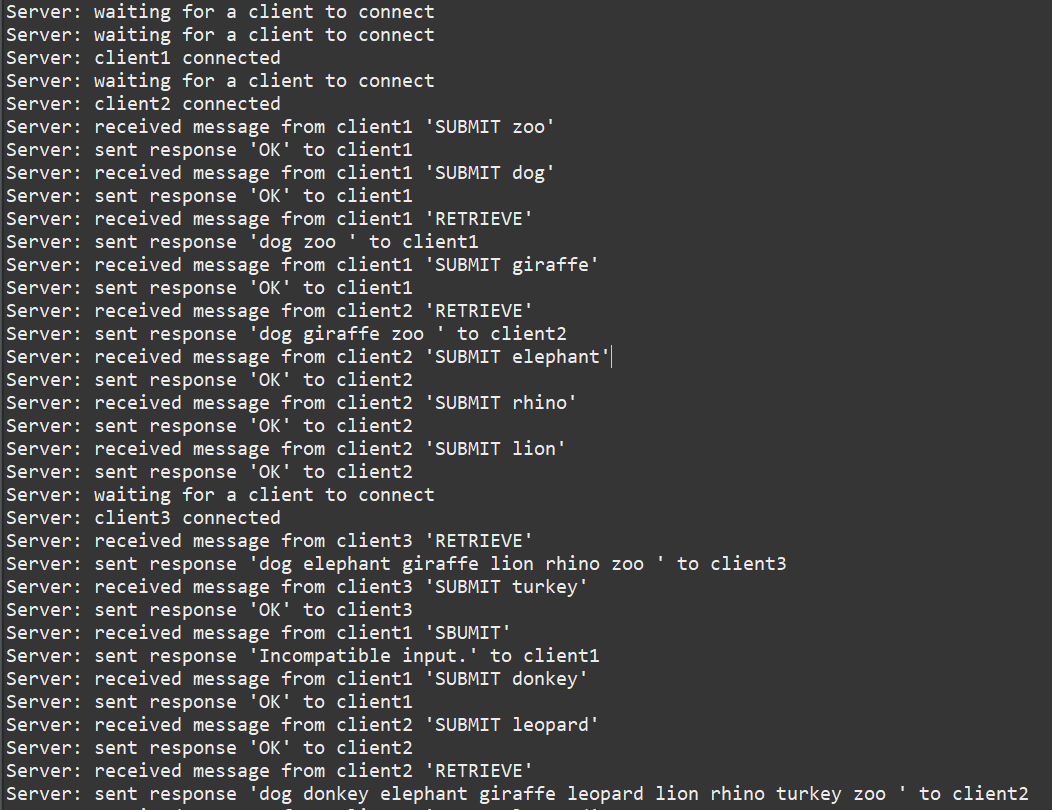 Server: waiting for a client to connect
Server: waiting for a client to connect
Server: client1 connected
Server: waiting for a client to connect
Server: client2 connected
Server: received message from client1 'SUBMIT zoo'
Server: sent response 'OK' to client1
Server: received message from client1 'SUBMIT dog'
Server: sent response 'OK' to client1
Server: received message from client1 'RETRIEVE'
Server: sent response 'dog zoo ' to client1
Server: received message from client1 'SUBMIT giraffe'
Server: sent response 'OK' to client1
Server: received message from client2 'RETRIEVE'
Server: sent response 'dog giraffe zoo ' to client2
Server: received message from client2 'SUBMIT elephant'
Server: sent response 'OK' to client2
Server: received message from client2 'SUBMIT rhino'
Server: sent response 'OK' to client2
Server: received message from client2 'SUBMIT lion'
Server: sent response 'OK' to client2
Server: waiting for a client to connect
Server: client3 connected
Server: received message from client3 'RETRIEVE'
Server: sent response 'dog elephant giraffe lion rhino zoo ' to client3
Server: received message from client3 'SUBMIT turkey'
Server: sent response 'OK' to client3
Server: received message from client1 'SBUMIT'
Server: sent response 'Incompatible input.' to client1
Server: received message from client1 'SUBMIT donkey'
Server: sent response 'OK' to client1
Server: received message from client2 'SUBMIT leopard'
Server: sent response 'OK' to client2
Server: received message from client2 'RETRIEVE'
Server: sent response 'dog donkey elephant giraffe leopard lion rhino turkey zoo ' to client2